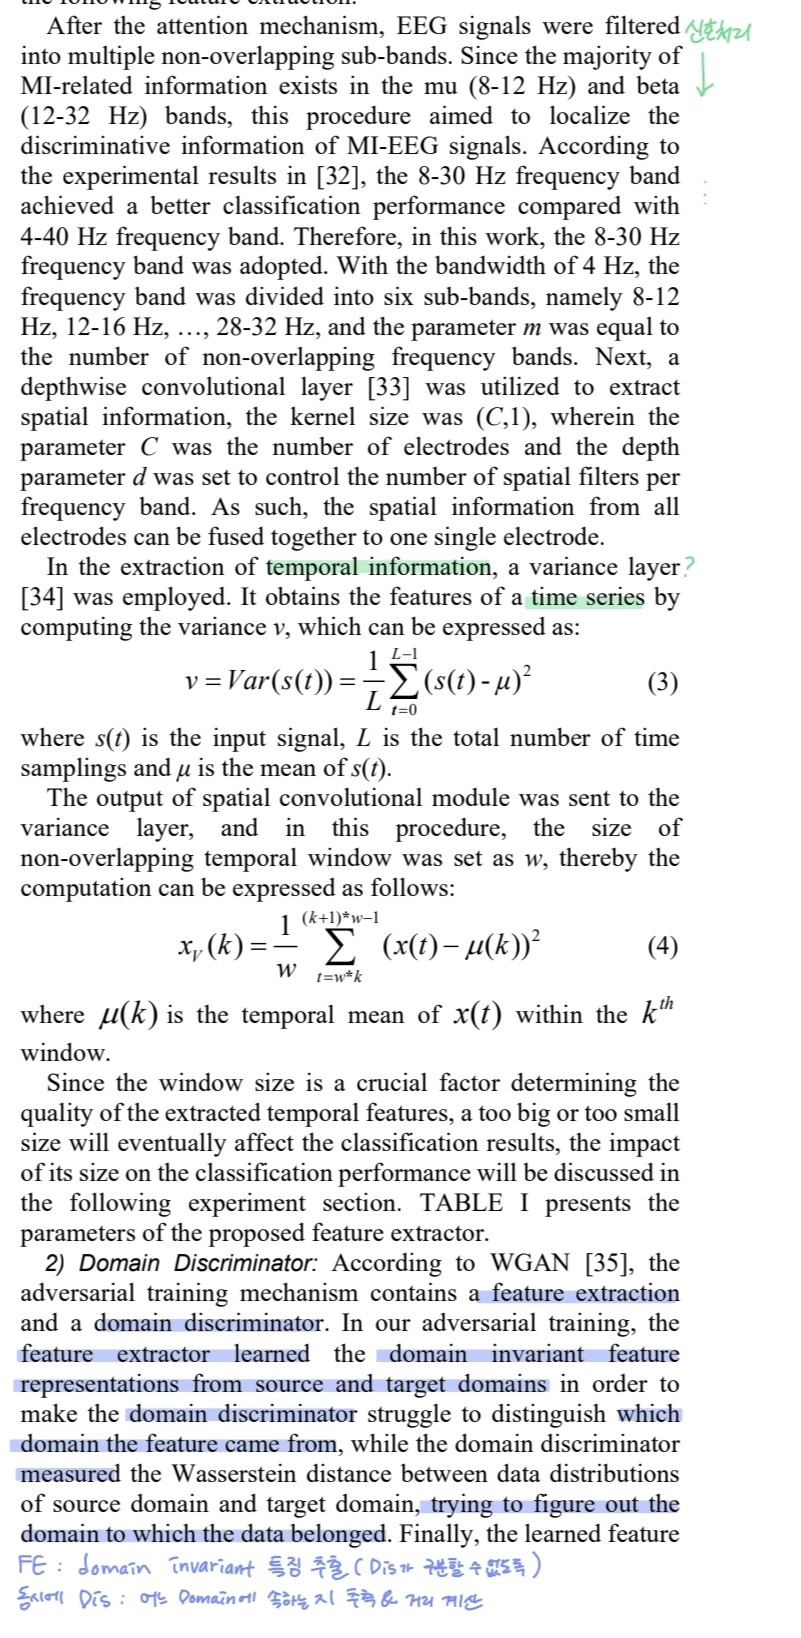 After the attention mechanism, EEG signals were filtered 신호처리
into multiple non-overlapping sub-bands. Since the majority of
MI-related information exists in the mu (8-12 Hz) and beta
(12-32 Hz) bands, this procedure aimed to localize the
discriminative information of MI-EEG signals. According to
the experimental results in [32], the 8-30 Hz frequency band
achieved a better classification performance compared with
4-40 Hz frequency band. Therefore, in this work, the 8-30 Hz
frequency band was adopted. With the bandwidth of 4 Hz, the
frequency band was divided into six sub-bands, namely 8-12
Hz, 12-16 Hz, …, 28-32 Hz, and the parameter m was equal to
the number of non-overlapping frequency bands. Next, a
depthwise convolutional layer [33] was utilized to extract
spatial information, the kernel size was (C,1), wherein the
parameter C was the number of electrodes and the depth
parameter d was set to control the number of spatial filters per
frequency band. As such, the spatial information from all
electrodes can be fused together to one single electrode.
In the extraction of temporal information, a variance layer ?
[34] was employed. It obtains the features of a time series by
computing the variance v, which can be expressed as:
v = Var(s(t)) = 1/L ∑_{t=0}^{L−1} (s(t) - μ)² (3)
where s(t) is the input signal, L is the total number of time
samplings and μ is the mean of s(t).
The output of spatial convolutional module was sent to the
variance layer, and in this procedure, the size of
non-overlapping temporal window was set as w, thereby the
computation can be expressed as follows:
x_V(k) = 1/w ∑_{t=w*k}^{(k+1)*w−1} (x(t) − μ(k))² (4)
where μ(k) is the temporal mean of x(t) within the k^th
window.
Since the window size is a crucial factor determining the
quality of the extracted temporal features, a too big or too small
size will eventually affect the classification results, the impact
of its size on the classification performance will be discussed in
the following experiment section. TABLE I presents the
parameters of the proposed feature extractor.
2) Domain Discriminator: According to WGAN [35], the
adversarial training mechanism contains a feature extraction
and a domain discriminator. In our adversarial training, the
feature extractor learned the domain invariant feature
representations from source and target domains in order to
make the domain discriminator struggle to distinguish which
domain the feature came from, while the domain discriminator
measured the Wasserstein distance between data distributions
of source domain and target domain, trying to figure out the
domain to which the data belonged. Finally, the learned feature
FE : domain invariant 특징 추출 (Dis가 구분할 수 없도록)
동시에 Dis : 어느 Domain에 속하는지 추측 & 거리 계산